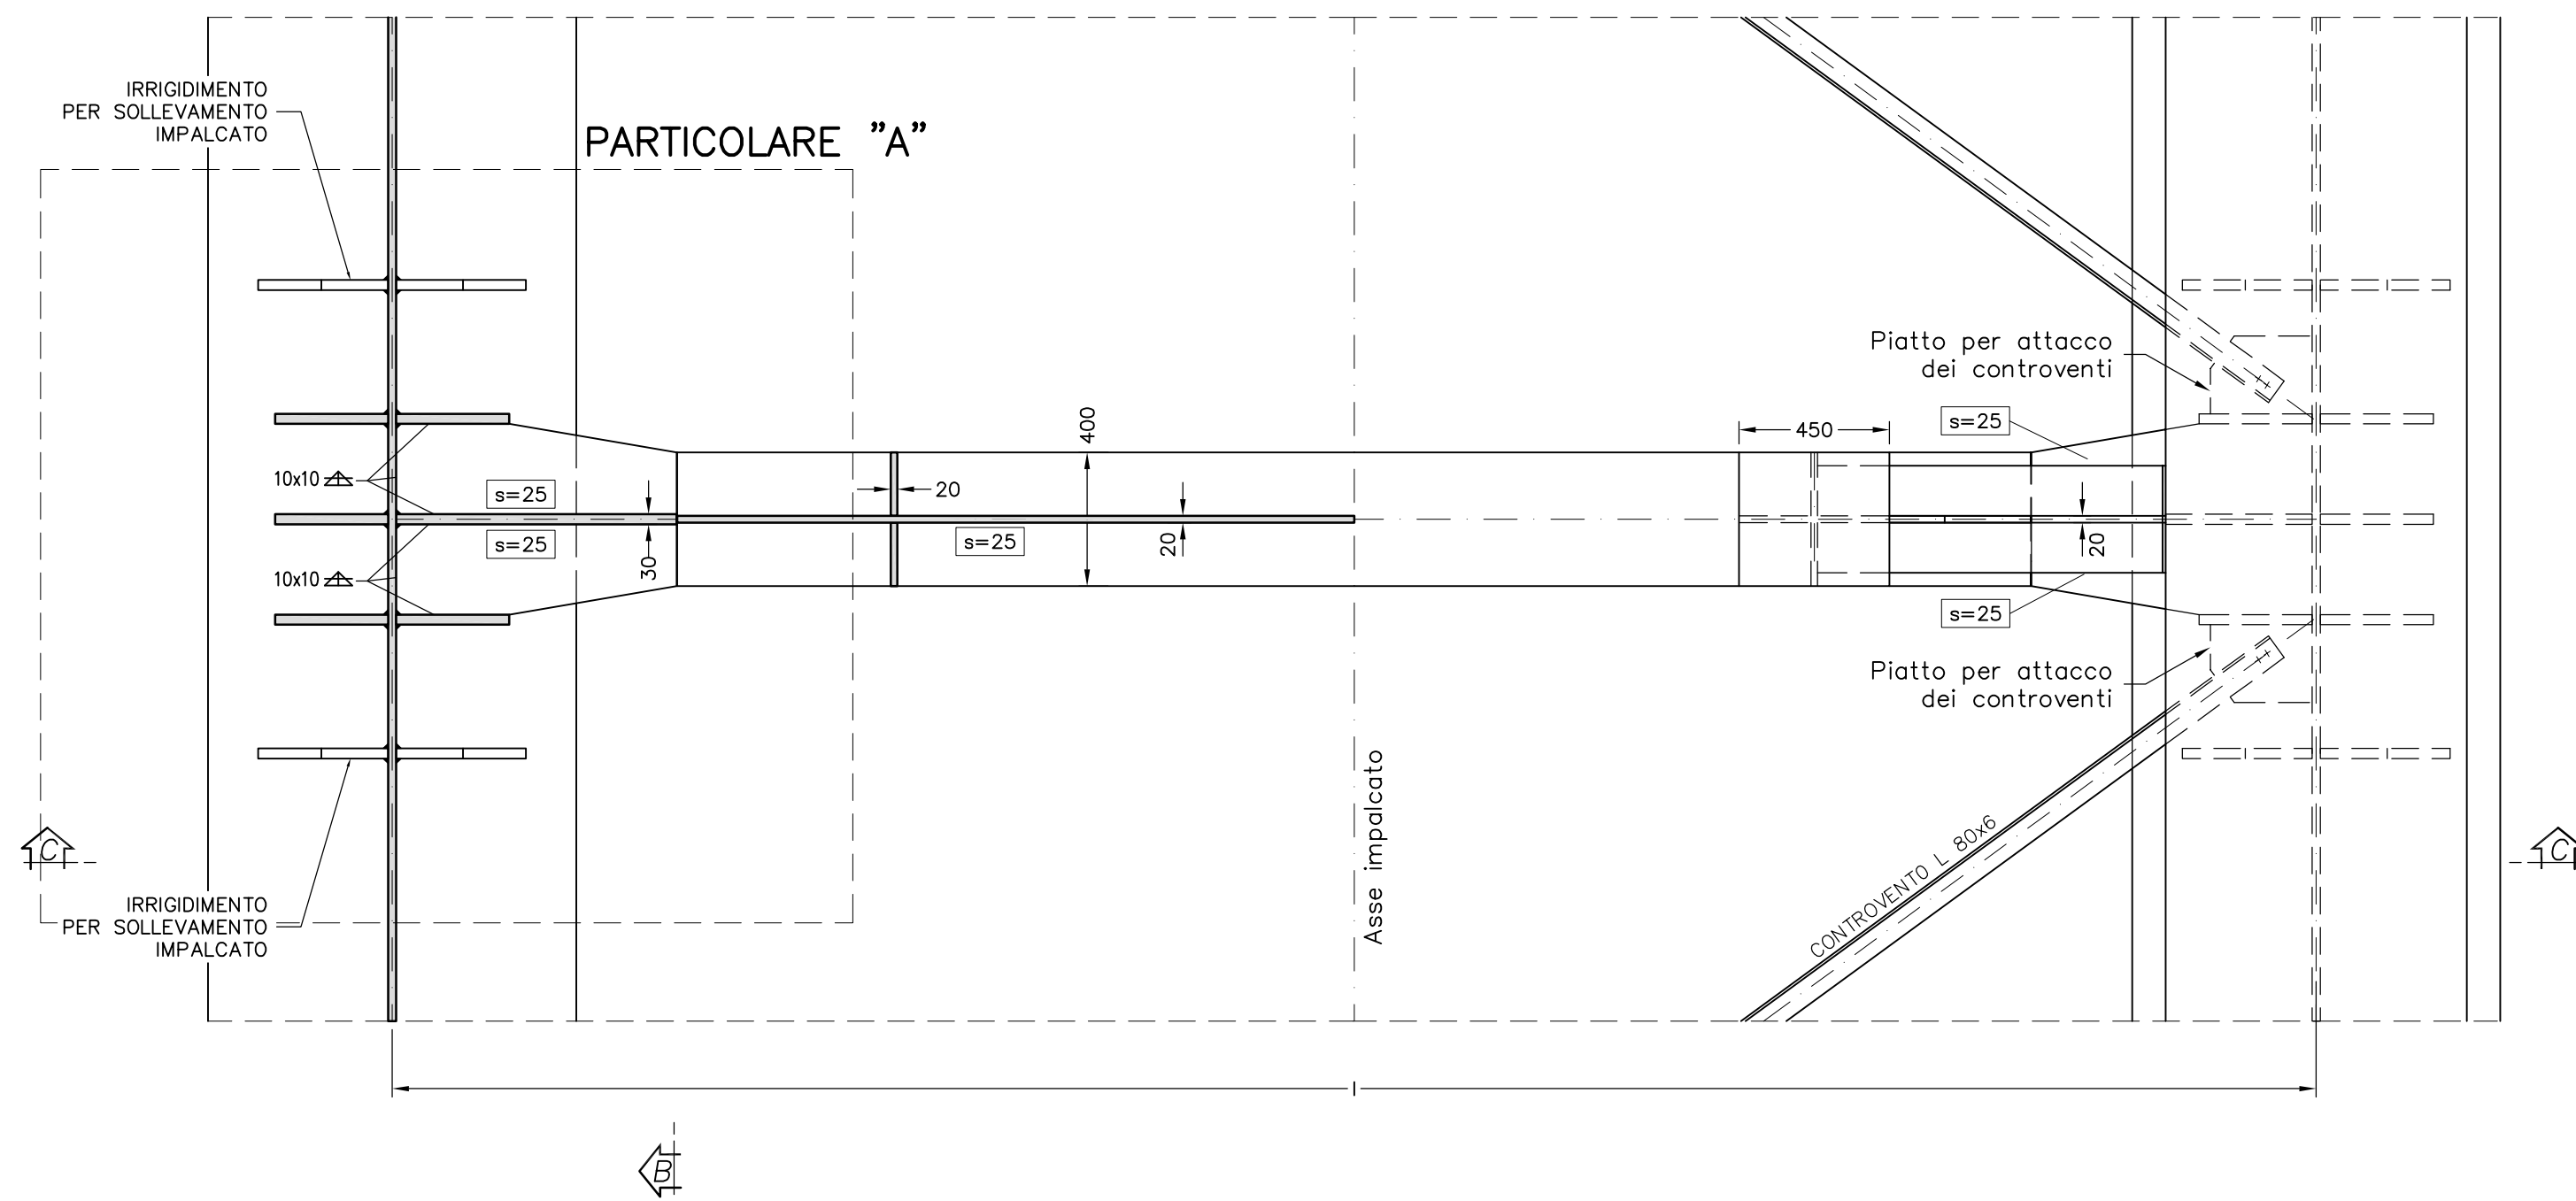 IRRIGIDIMENTO
PER SOLLEVAMENTO
IMPALCATO
PARTICOLARE "A"
Piatto per attacco
dei controventi
400
450
s=25
10x10
s=25
20
s=25
30
s=25
20
20
10x10
s=25
Piatto per attacco
dei controventi
Asse impalcato
CONTROVENTO L 80x6
C
C
IRRIGIDIMENTO
PER SOLLEVAMENTO
IMPALCATO
l
B